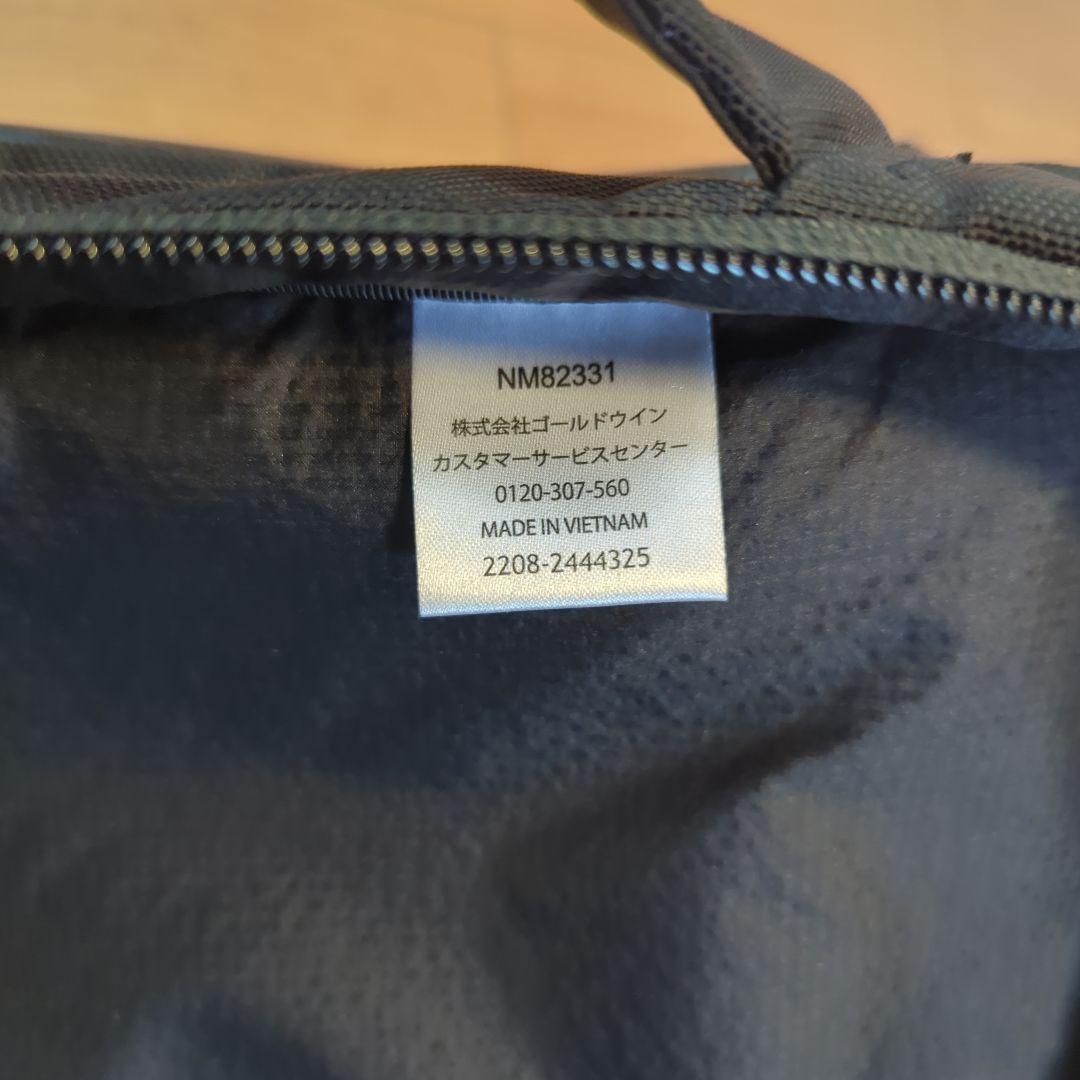 NM82331
株式会社ゴールドウイン
カスタマーサービスセンター
0120-307-560
MADE IN VIETNAM
2208-2444325